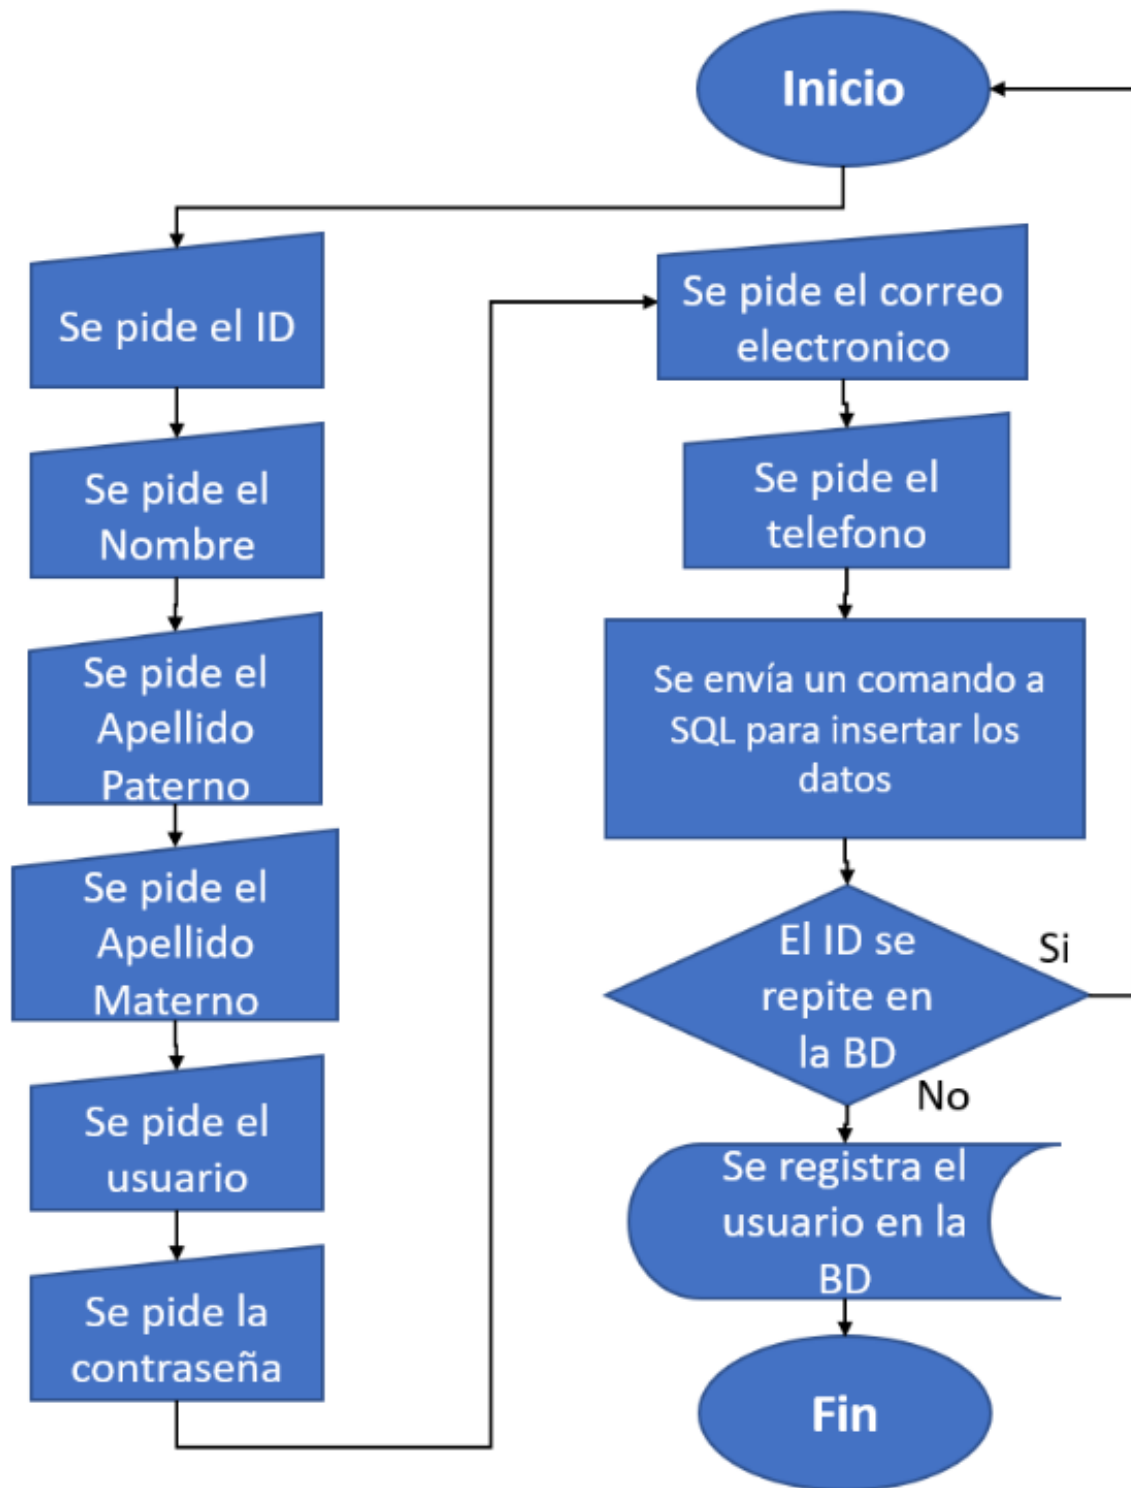 Inicio
Se pide el ID
Se pide el
Nombre
Se pide el
Apellido
Paterno
Se pide el
Apellido
Materno
Se pide el
usuario
Se pide la
contraseña
Se pide el correo
electronico
Se pide el
telefono
Se envía un comando a
SQL para insertar los
datos
El ID se
repite en
la BD
Si
No
Se registra el
usuario en la
BD
Fin